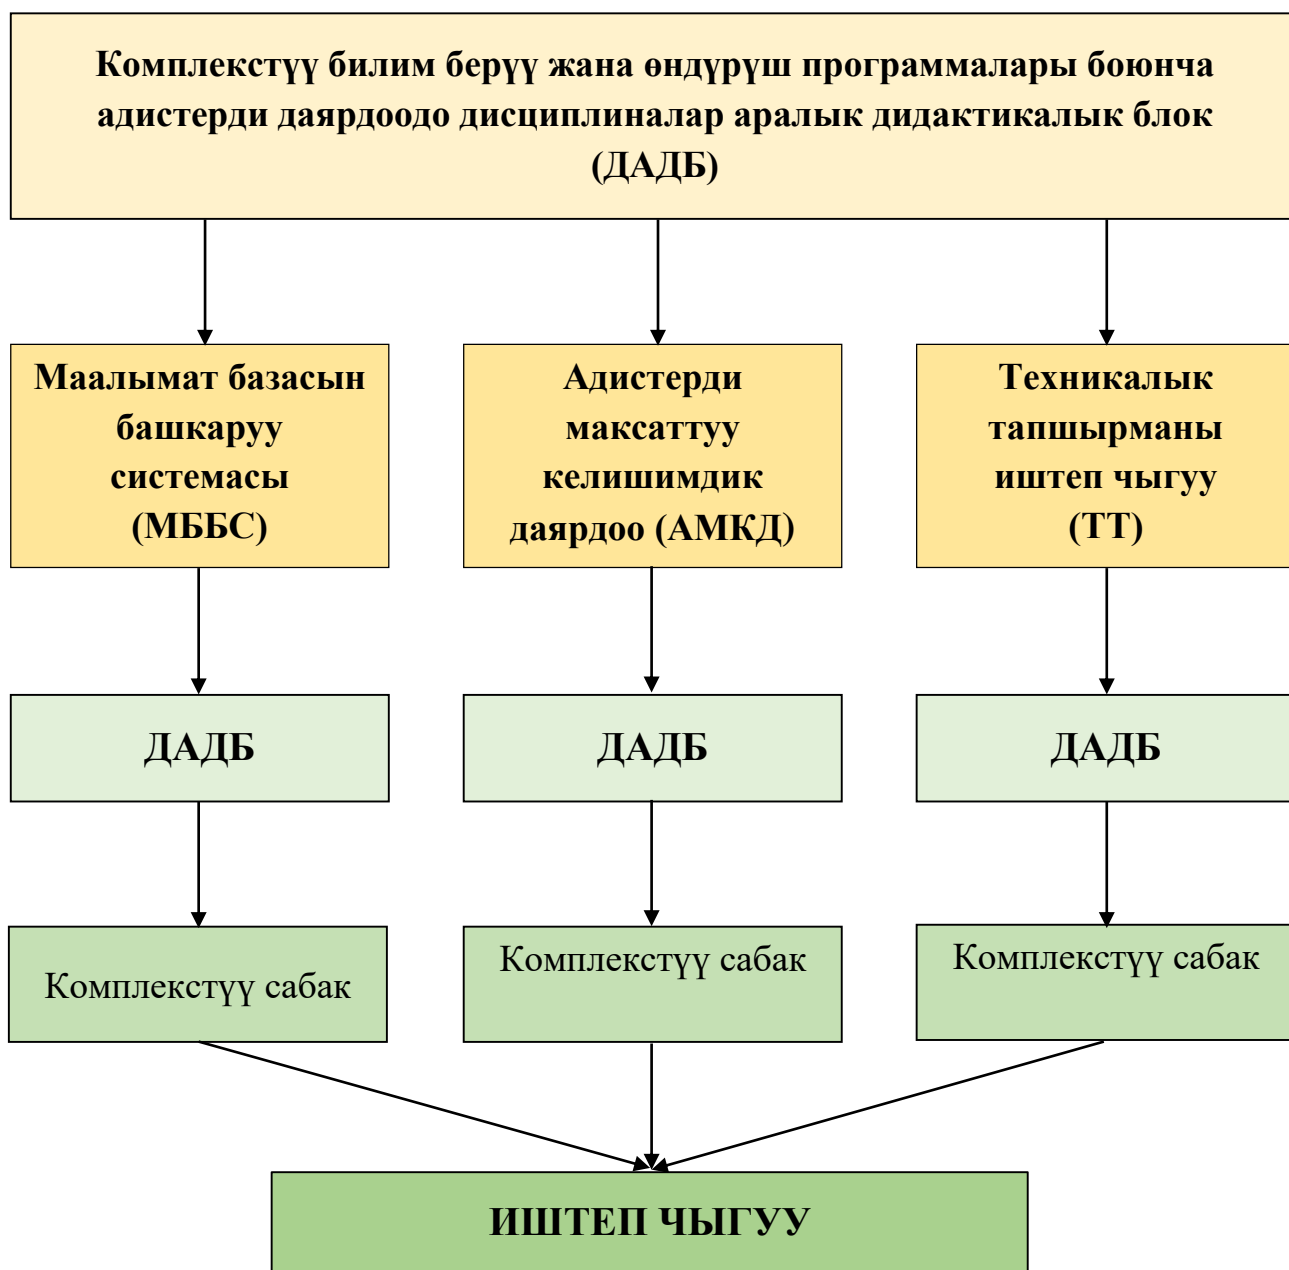 Комплекстүү билим берүү жана өндүрүш программалары боюнча
адистерди даярдоодо дисциплиналар аралык дидактикалык блок
(ДАДБ)
Маалымат базасын
башкаруу
системасы
(МББС)
Адистерди
максаттуу
келишимдик
даярдоо (АМКД)
Техникалык
тапшырманы
иштеп чыгуу
(ТТ)
ДАДБ
ДАДБ
ДАДБ
Комплекстүү сабак
Комплекстүү сабак
Комплекстүү сабак
ИШТЕП ЧЫГУУ